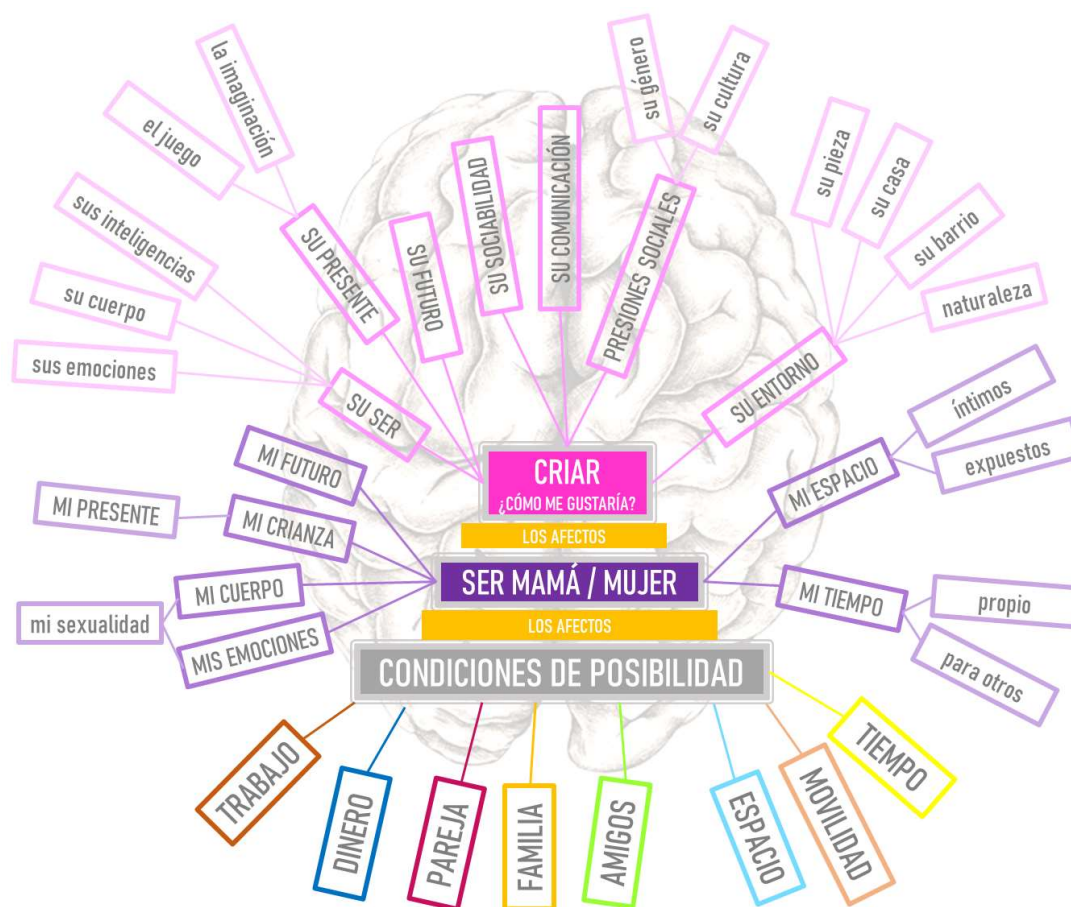 la imaginación
el juego
sus inteligencias
su cuerpo
sus emociones
SU PRESENTE
SU FUTURO
SU SER
SU SOCIABILIDAD
SU COMUNICACIÓN
su género
su cultura
PRESIONES SOCIALES
su pieza
su casa
su barrio
naturaleza
SU ENTORNO
CRIAR
¿CÓMO ME GUSTARÍA?
LOS AFECTOS
MI FUTURO
MI PRESENTE
MI CRIANZA
MI CUERPO
mi sexualidad
MIS EMOCIONES
SER MAMÁ / MUJER
MI ESPACIO
íntimos
expuestos
MI TIEMPO
propio
para otros
LOS AFECTOS
CONDICIONES DE POSIBILIDAD
TRABAJO
DINERO
PAREJA
FAMILIA
AMIGOS
ESPACIO
MOVILIDAD
TIEMPO